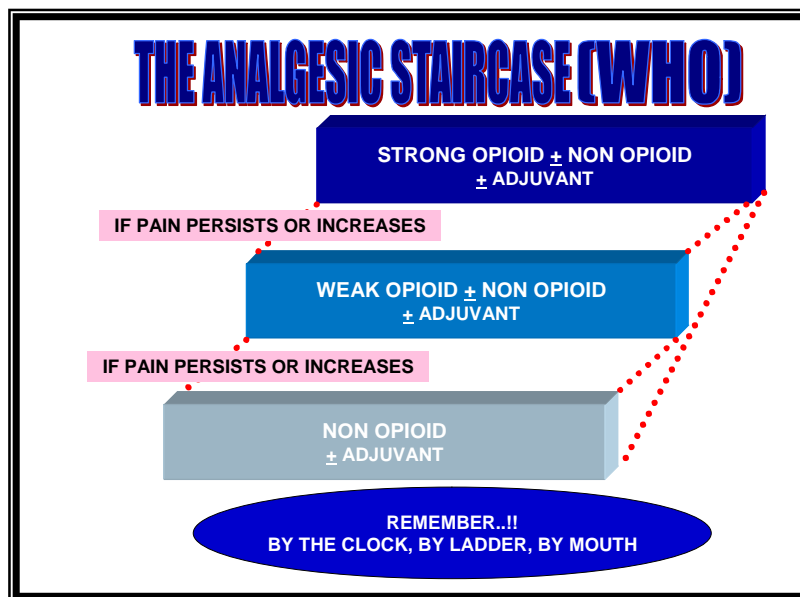 THE ANALGESIC STAIRCASE (WHO)
STRONG OPIOID ± NON OPIOID
± ADJUVANT
IF PAIN PERSISTS OR INCREASES
WEAK OPIOID ± NON OPIOID
± ADJUVANT
IF PAIN PERSISTS OR INCREASES
NON OPIOID
± ADJUVANT
REMEMBER..!!
BY THE CLOCK, BY LADDER, BY MOUTH